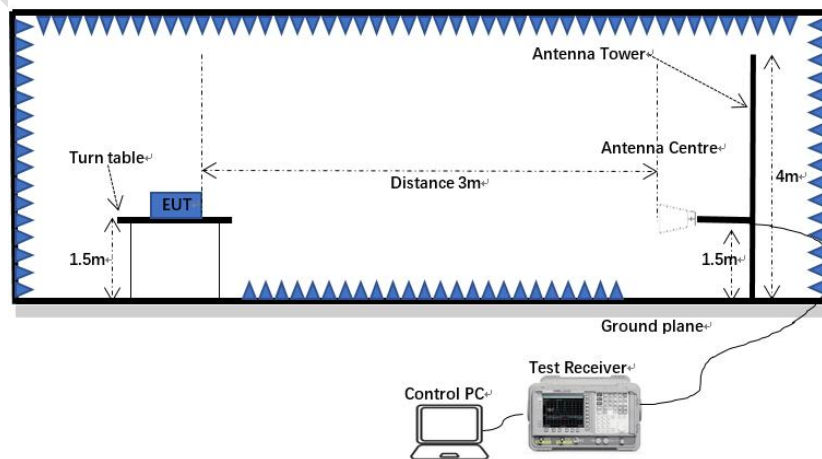 Antenna Tower
Turn table
Antenna Centre
Distance 3m
4m
EUT
1.5m
1.5m
Ground plane
Test Receiver
Control PC